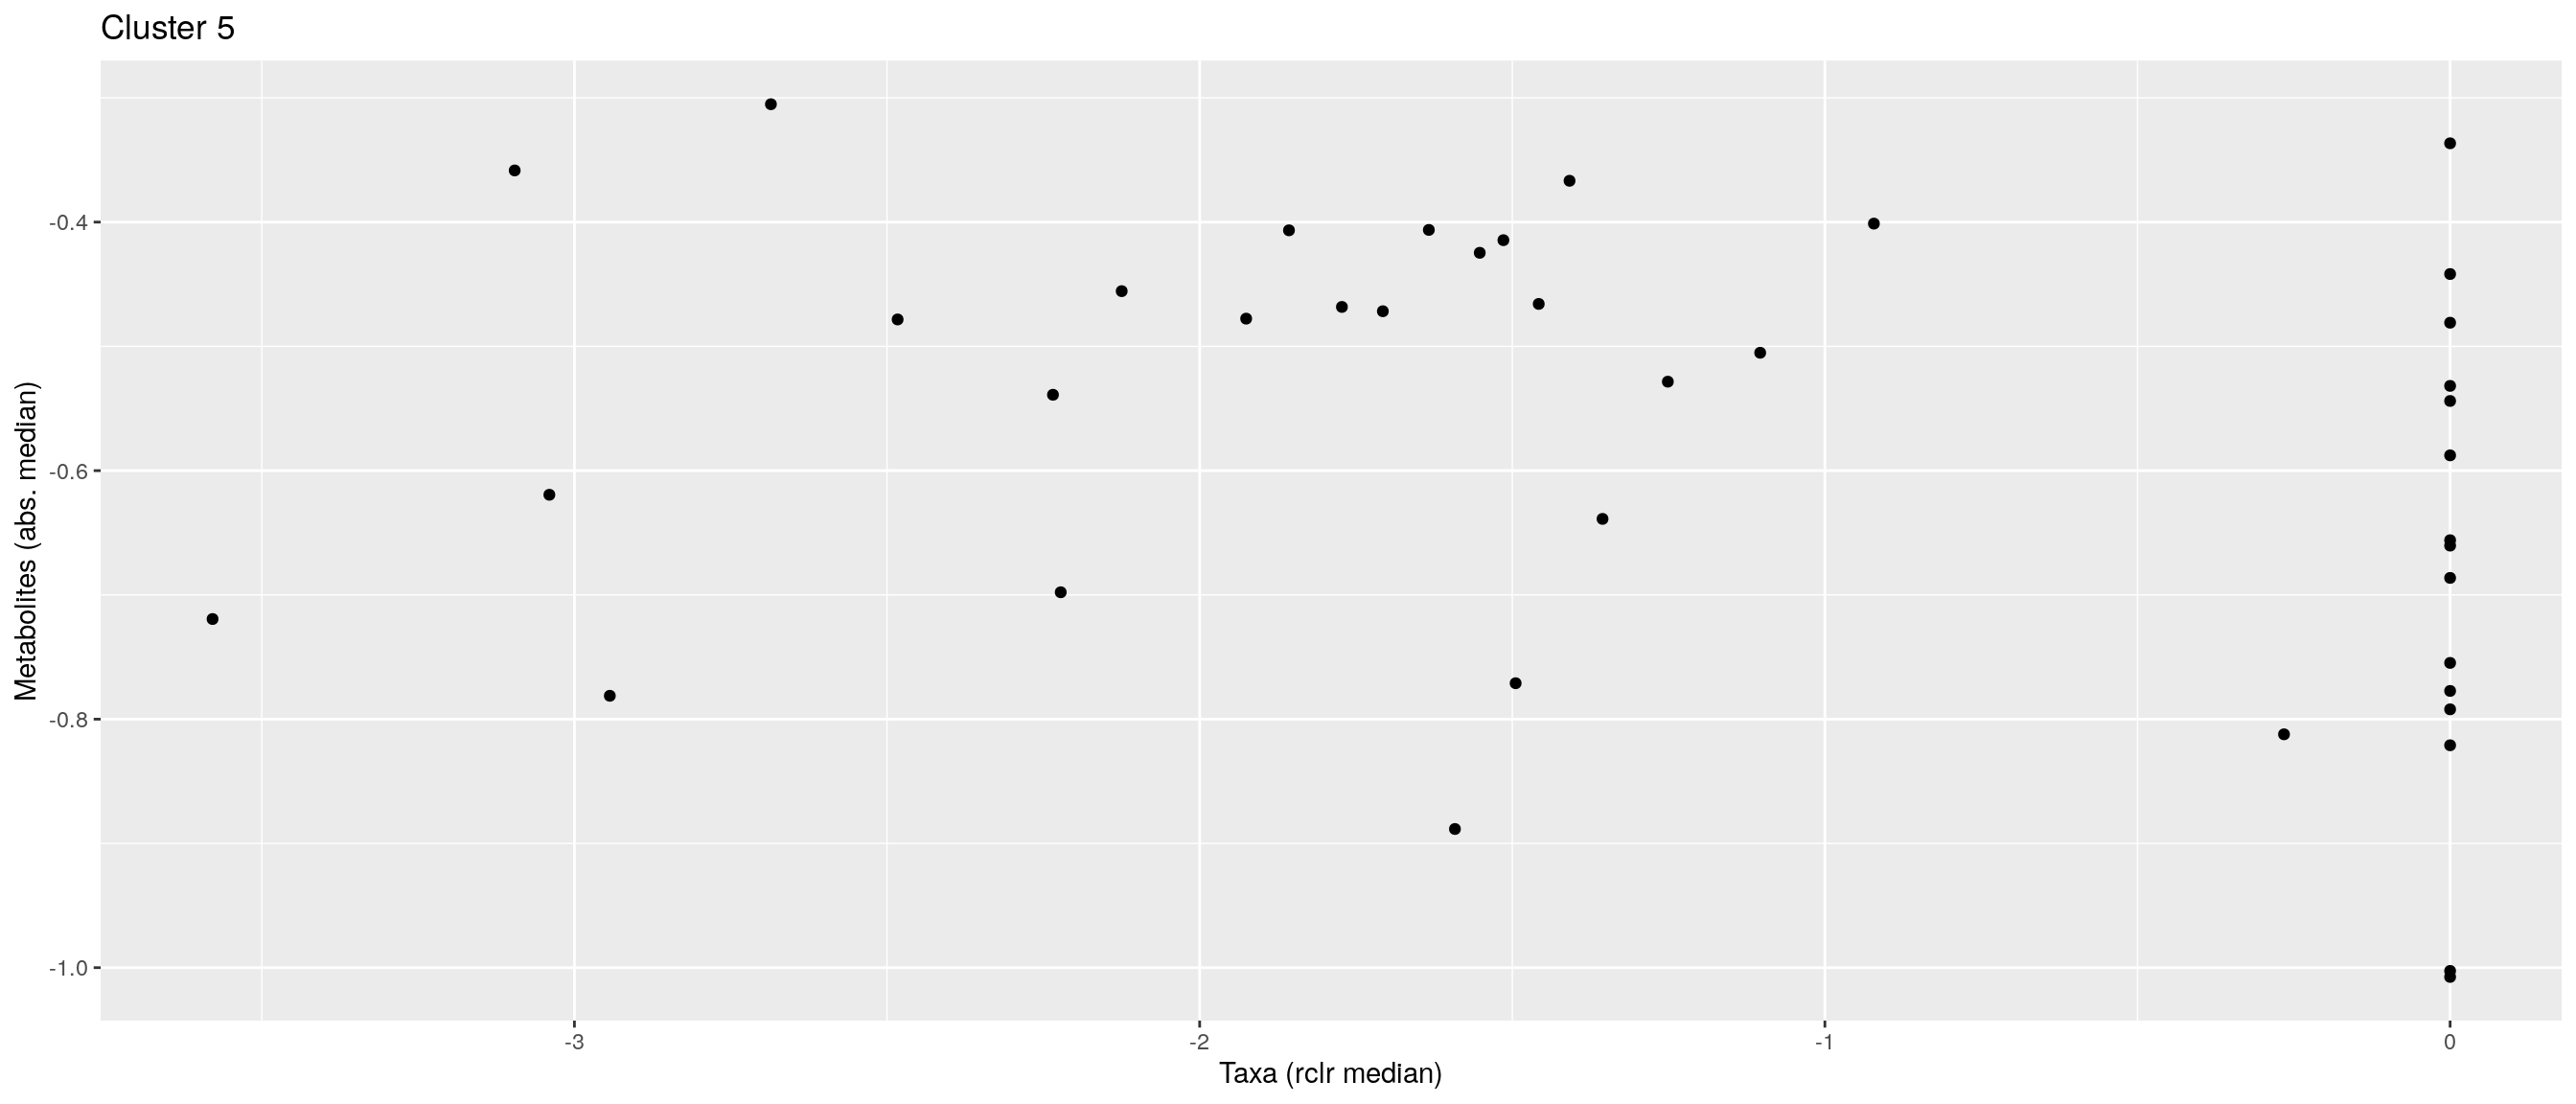 Cluster 5
Metabolites (abs. median)
-0.4
-0.6
-0.8
-1.0
-3
-2
-1
0
Taxa (rclr median)